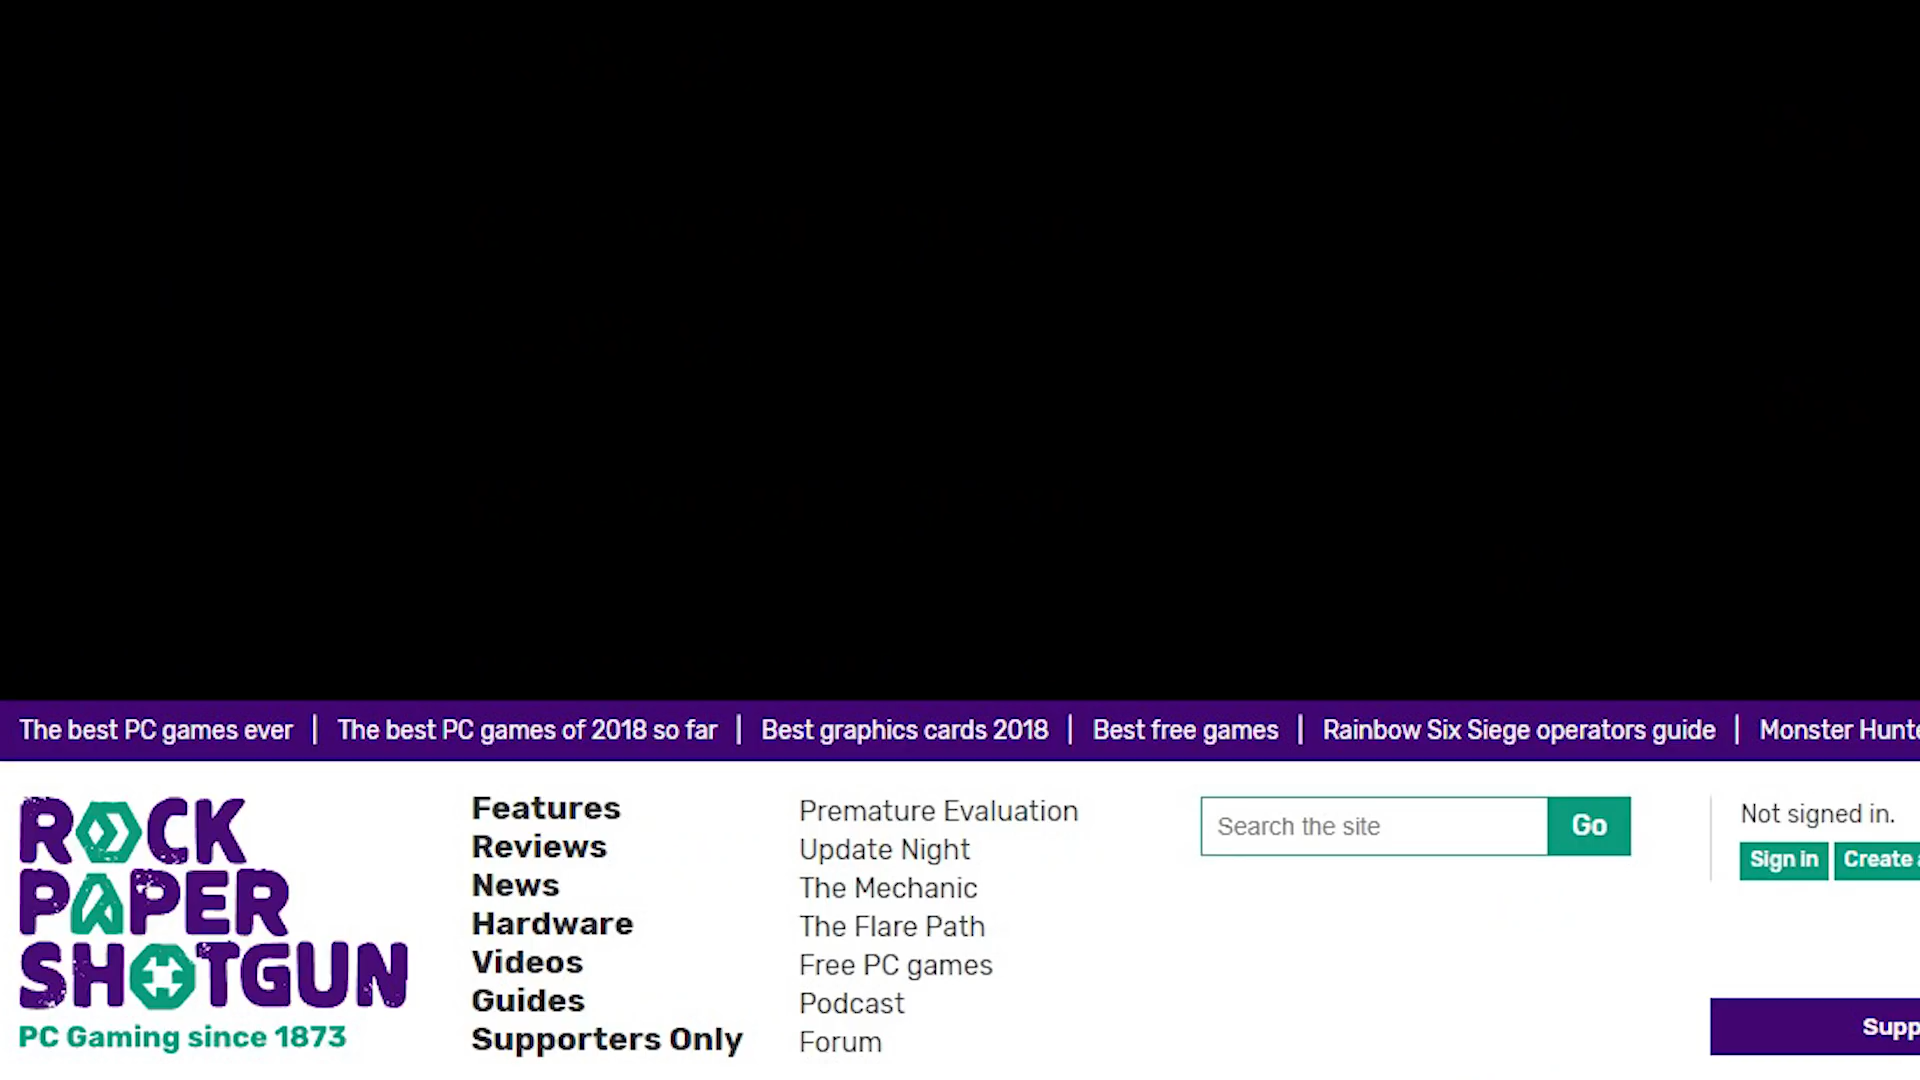 The best PC games ever | The best PC games of 2018 so far | Best graphics cards 2018 | Best free games | Rainbow Six Siege operators guide | Monster
ROCK
PAPER
SHOTGUN
PC Gaming since 1873
Features
Reviews
News
Hardware
Videos
Guides
Supporters Only
Premature Evaluation
Update Night
The Mechanic
The Flare Path
Free PC games
Podcast
Forum
Search the site Go
Not signed in.
Sign in Create